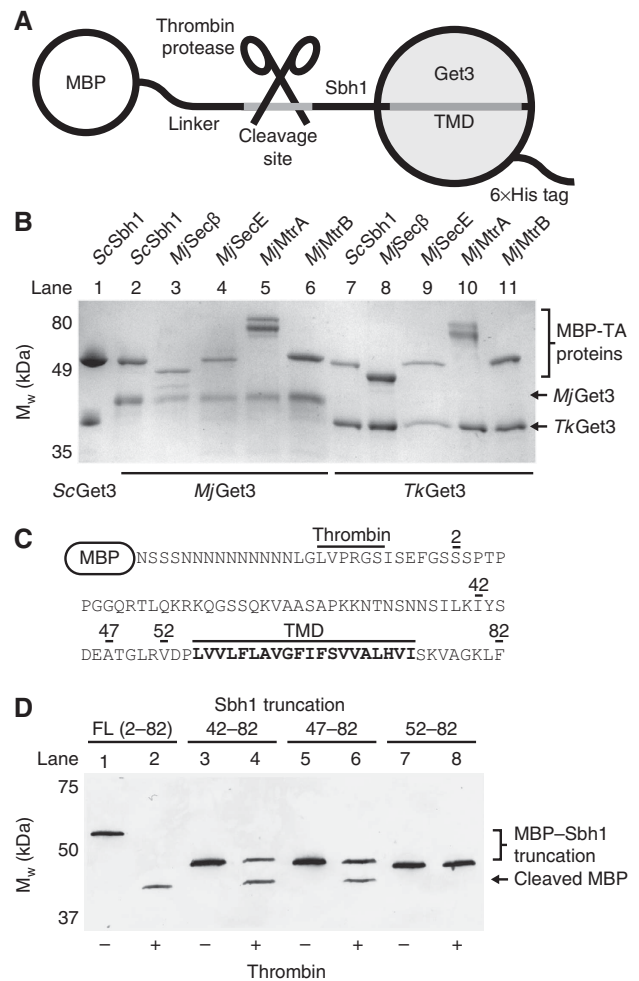 A
Thrombin
protease
MBP
Sbh1
Get3
TMD
Linker
Cleavage
site
6×His tag
B
ScSbh1 ScSbh1 MjSecβ MjSecE MjMtrA MjMtrB ScSbh1 MjSecβ MjSecE MjMtrA MjMtrB
Lane 1 2 3 4 5 6 7 8 9 10 11
Mw (kDa)
80
49
35
MBP-TA
proteins
MjGet3
TkGet3
ScGet3 MjGet3 TkGet3
C
Thrombin 2
MBP NSSSNNNNNNNNNNLGLVPRGSISEFGSSSPTP
42
PGGQRTLQKRKQGSSQKVAASAPKKNTNSNNSILKIYS
47 52 TMD 82
DEATGLRVDPLVVLFLAVGFIFSVVALHVISKVAGKLF
D
Sbh1 truncation
FL (2–82) 42–82 47–82 52–82
Lane 1 2 3 4 5 6 7 8
Mw (kDa)
75
50
37
MBP–Sbh1
truncation
Cleaved MBP
– + – + – + – +
Thrombin